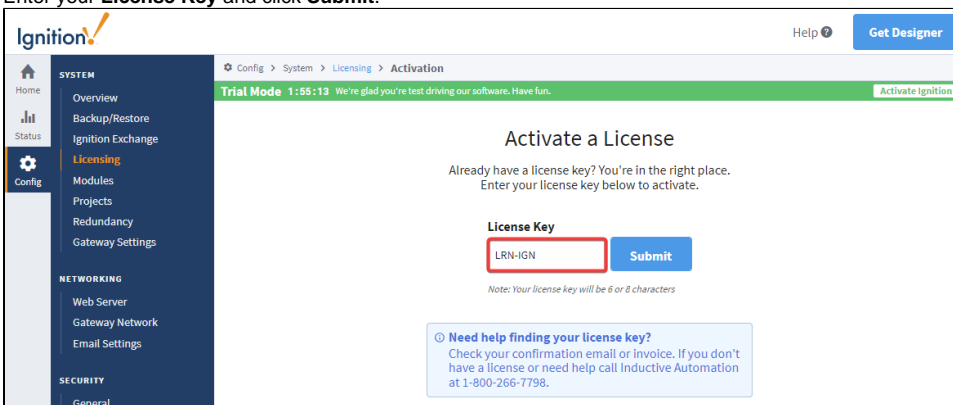 Enter your License Key and click Submit.
Ignition!
Help ?
Get Designer
Home
Status
Config
SYSTEM
Overview
Backup/Restore
Ignition Exchange
Licensing
Modules
Projects
Redundancy
Gateway Settings
NETWORKING
Web Server
Gateway Network
Email Settings
SECURITY
General
Config > System > Licensing > Activation
Trial Mode 1:55:13 We're glad you're test driving our software. Have fun.
Activate Ignition
Activate a License
Already have a license key? You're in the right place.
Enter your license key below to activate.
License Key
LRN-IGN
Submit
Note: Your license key will be 6 or 8 characters
Need help finding your license key?
Check your confirmation email or invoice. If you don't
have a license or need help call Inductive Automation
at 1-800-266-7798.